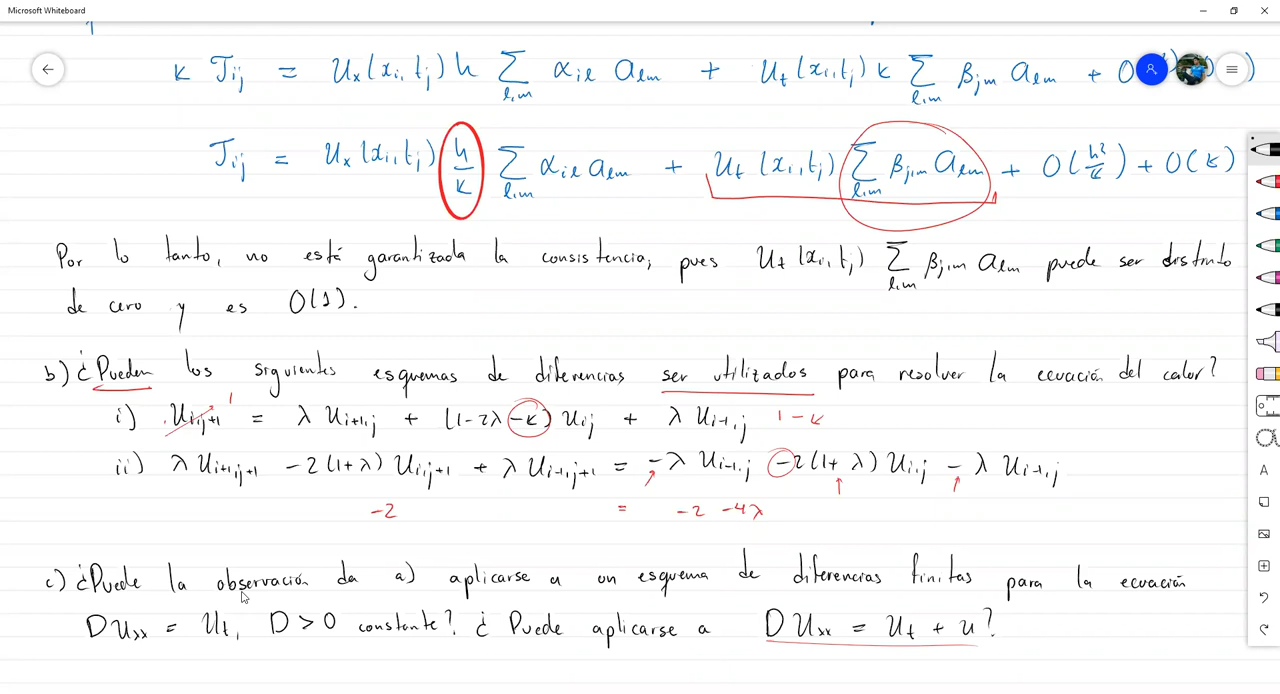 Microsoft Whiteboard
k Tij = Ux(xi,tj) h Σ l,m αil alm + Ut(xi,tj) k Σ l,m βjm alm + O
Tij = Ux(xi,tj) h/k Σ l,m αil alm + Ut(xi,tj) Σ l,m βjm alm + O(h²/k) + O(k)
Por lo tanto, no está garantizada la consistencia, pues Ut(xi,tj) Σ l,m βjm alm puede ser distinto
de cero y es O(1).
b) ¿Pueden los siguientes esquemas de diferencias ser utilizados para resolver la ecuación del calor?
i) Ui,j+1 = λ Ui+1,j + (1-2λ-k) Uij + λ Ui-1,j 1-k
1
ii) λ Ui+1,j+1 -2(1+λ) Ui,j+1 + λ Ui-1,j+1 = -λ Ui-1,j -2(1+λ) Ui,j - λ Ui+1,j
-2 = -2 -4λ
c) ¿Puede la observación da a) aplicarse a un esquema de diferencias finitas para la ecuación
D Uxx = Ut, D > 0 constante? ¿Puede aplicarse a D Uxx = Ut + u?
A